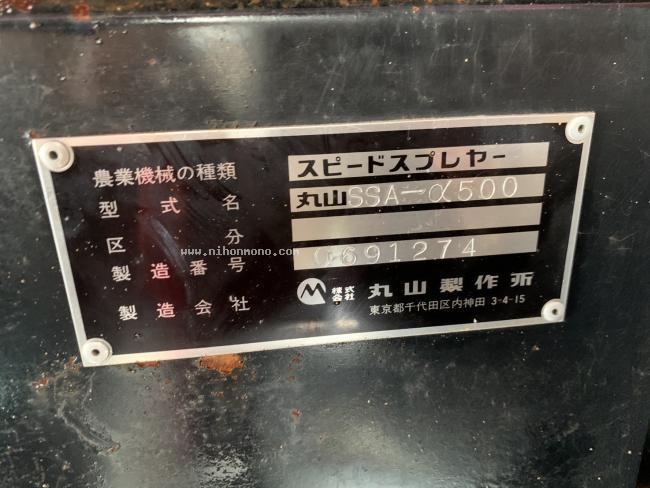 農業機械の種類 スピードスプレヤー
型式名 丸山SSA-α500
区分
製造番号 G691274
www.nihonmono.com
製造会社 株式会社 丸山製作所
東京都千代田区内神田 3-4-15